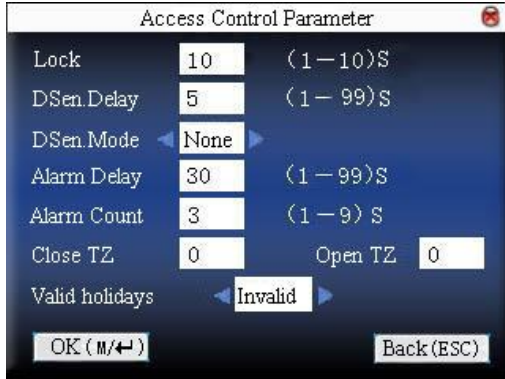 Access Control Parameter
Lock 10 (1－10)S
DSen.Delay 5 (1－ 99)S
DSen.Mode None
Alarm Delay 30 (1－99)S
Alarm Count 3 (1－9) S
Close TZ 0 Open TZ 0
Valid holidays Invalid
OK(M/↵) Back(ESC)